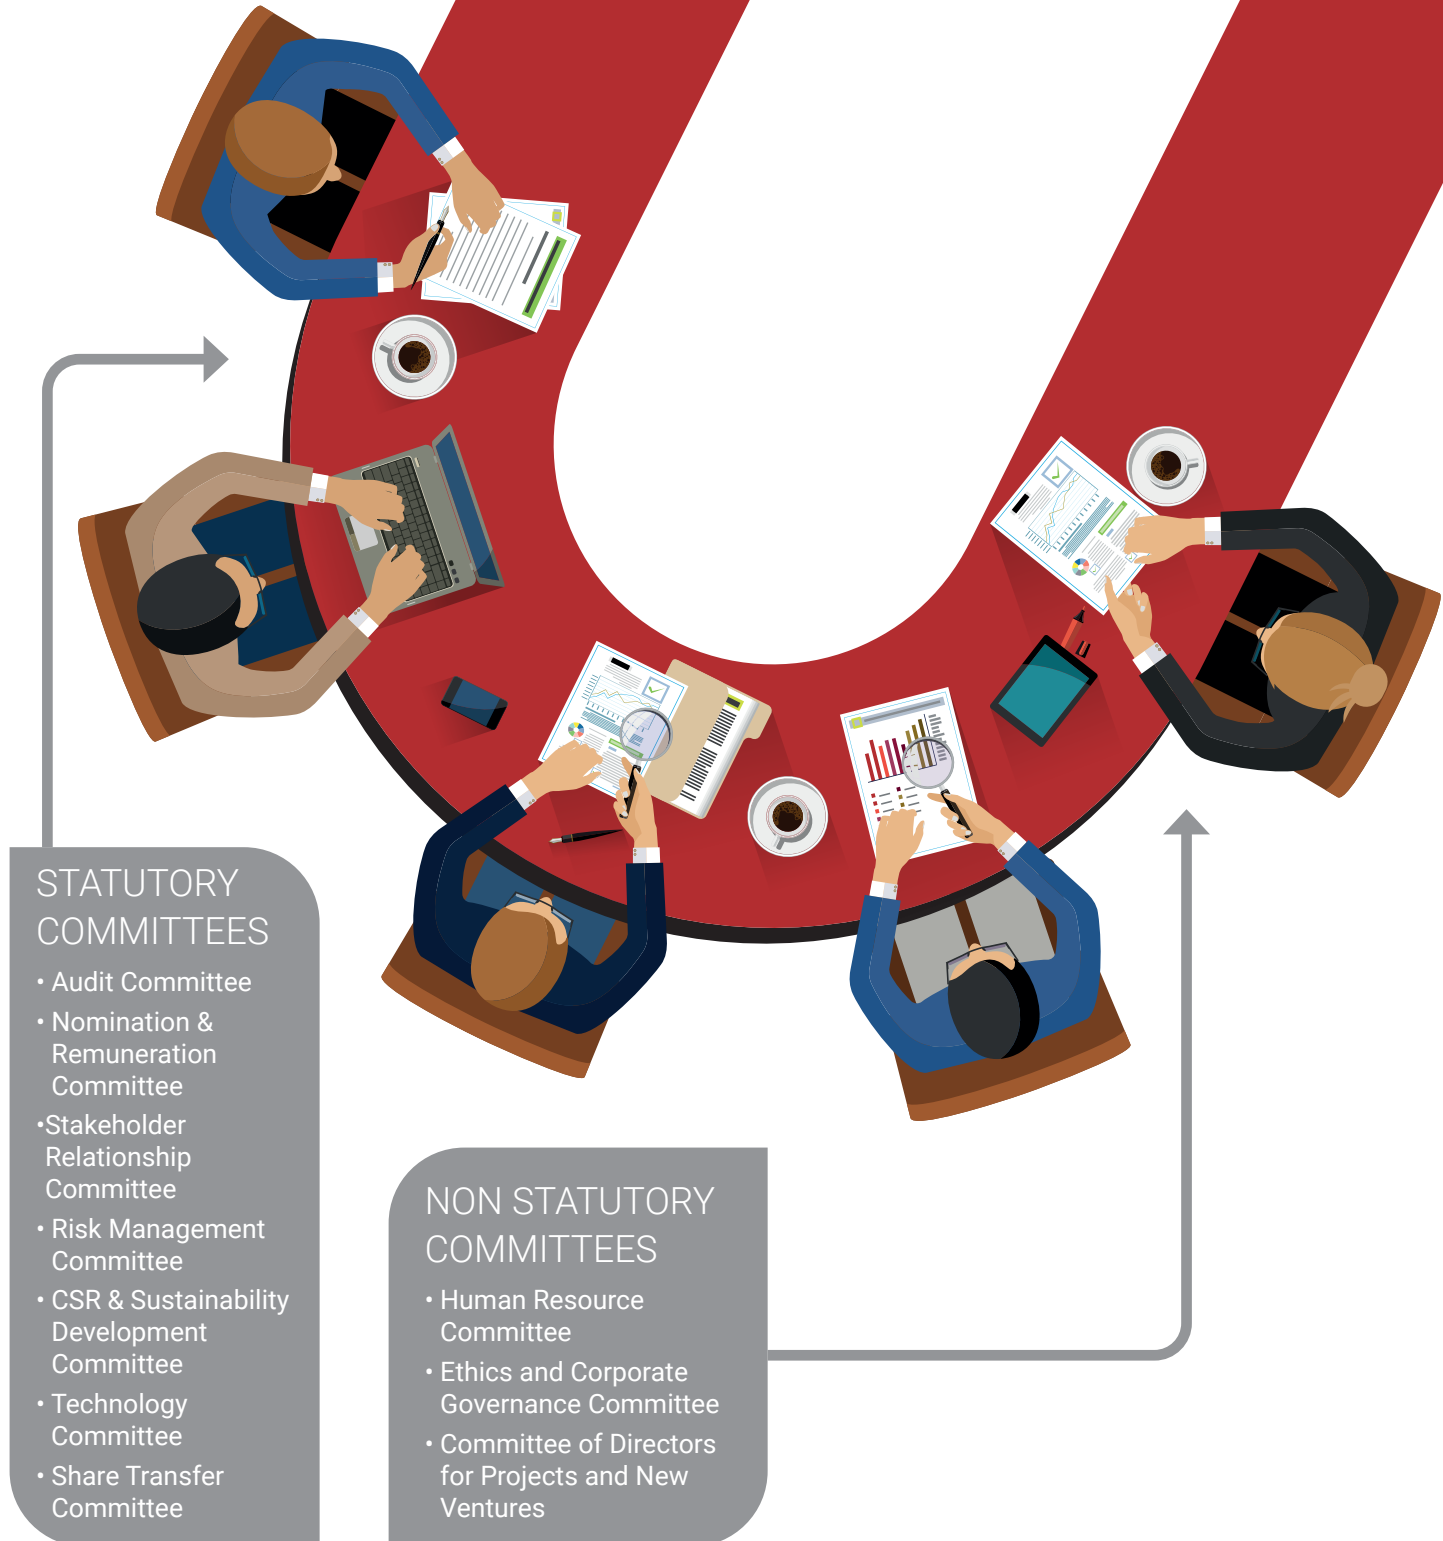 STATUTORY
COMMITTEES
• Audit Committee
• Nomination &
Remuneration
Committee
•Stakeholder
Relationship
Committee
• Risk Management
Committee
• CSR & Sustainability
Development
Committee
• Technology
Committee
• Share Transfer
Committee
NON STATUTORY
COMMITTEES
• Human Resource
Committee
• Ethics and Corporate
Governance Committee
• Committee of Directors
for Projects and New
Ventures